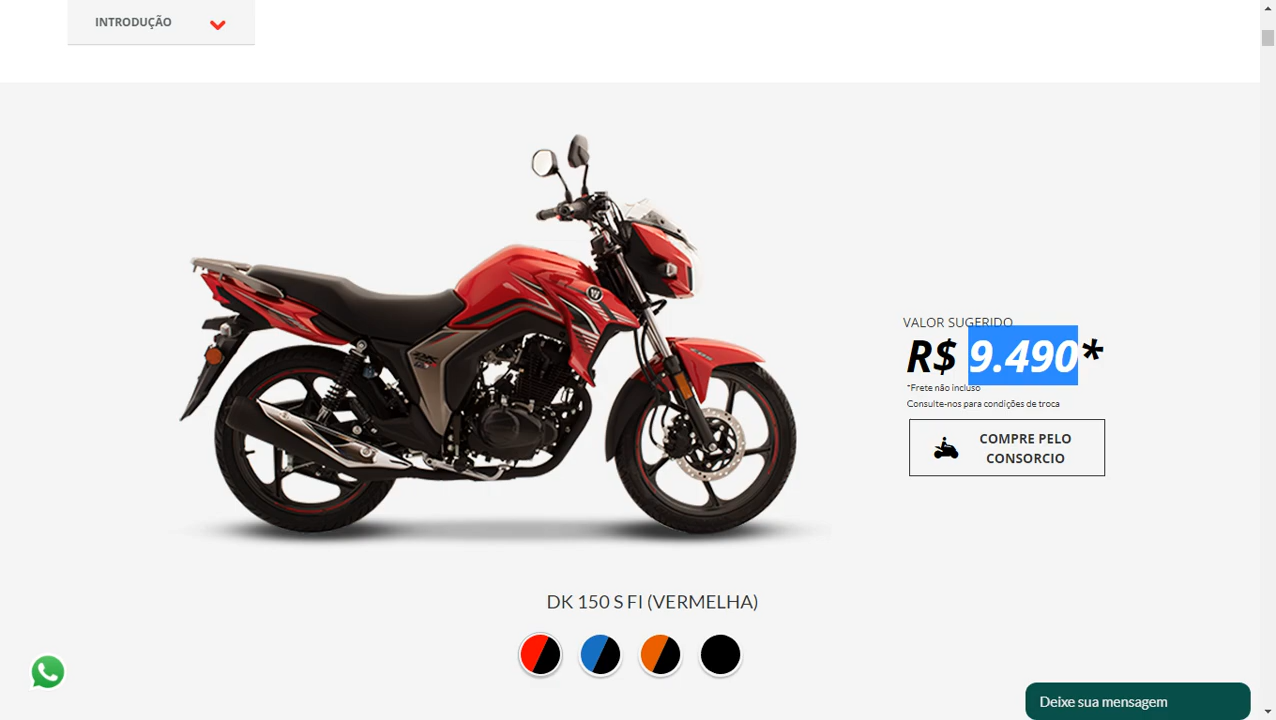 INTRODUÇÃO
VALOR SUGERIDO
R$ 9.490*
*Frete não incluso
Consulte-nos para condições de troca
COMPRE PELO
CONSORCIO
DK 150 S FI (VERMELHA)
Deixe sua mensagem